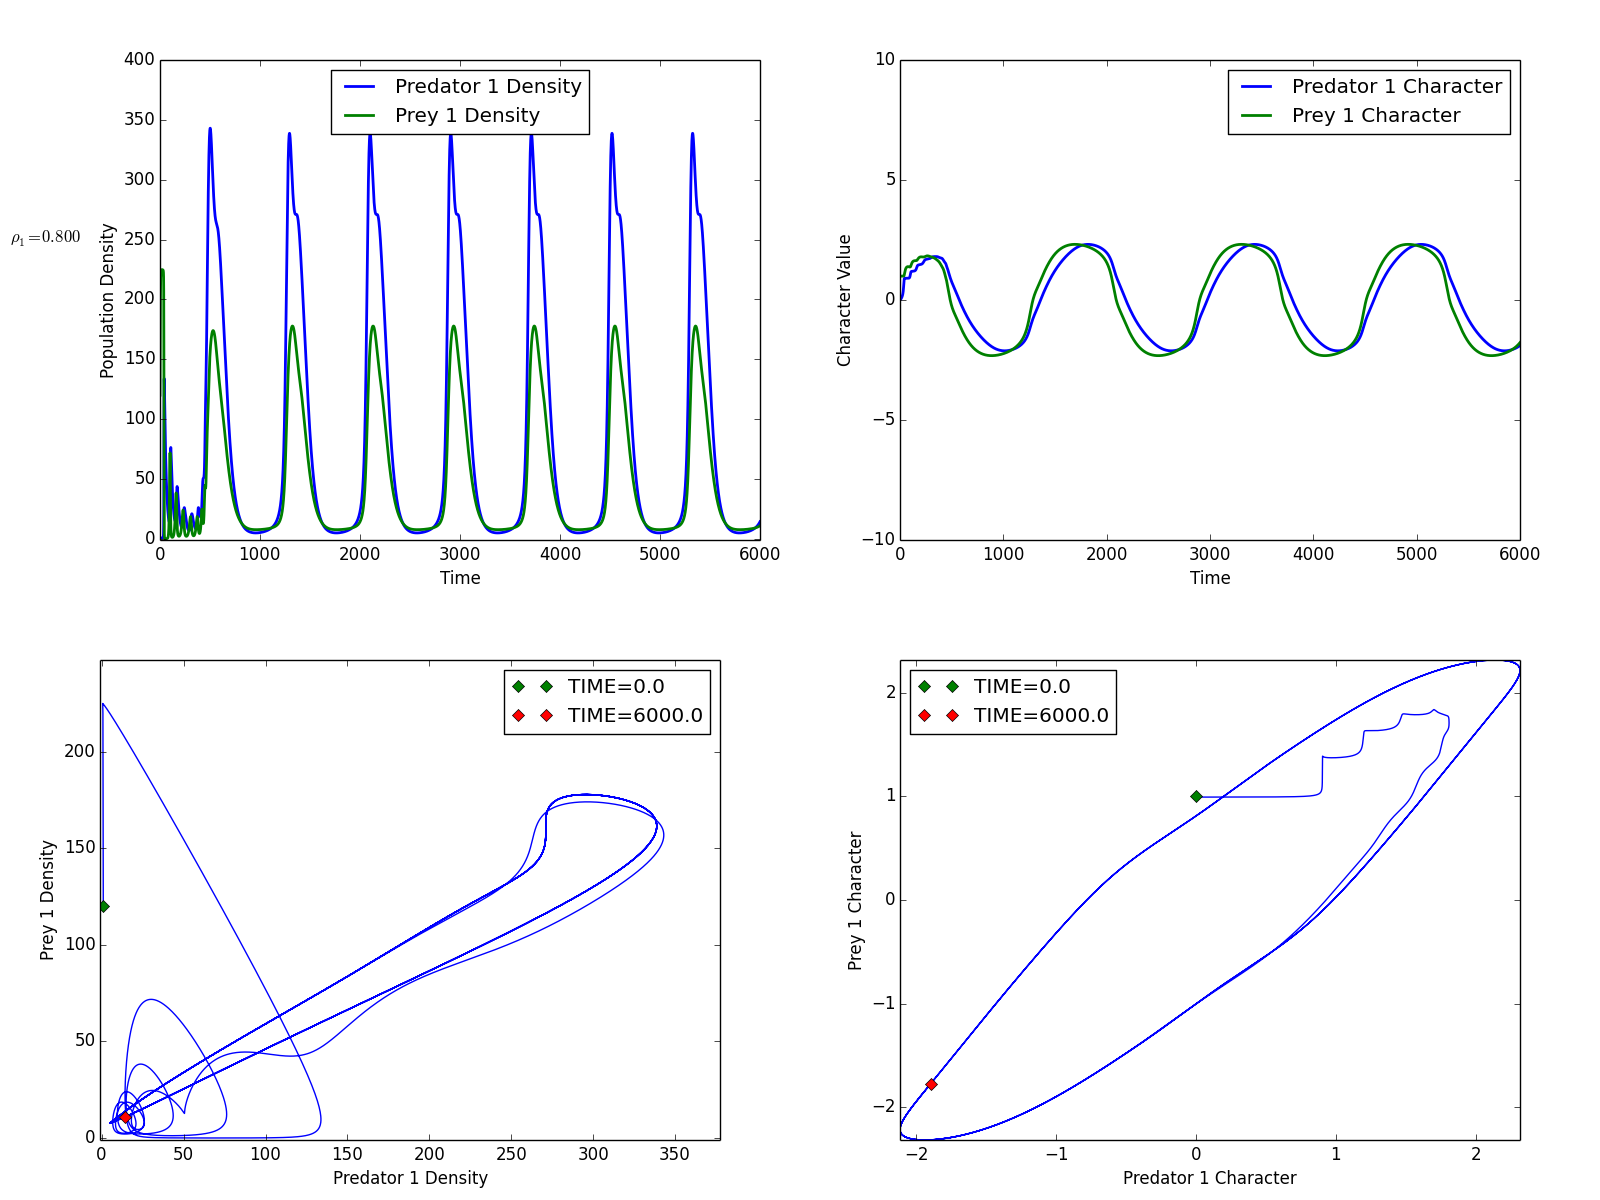 ρ1=0.800
Population Density
400
350
300
250
200
150
100
50
0
Predator 1 Density
Prey 1 Density
0 1000 2000 3000 4000 5000 6000
Time
Character Value
10
5
0
−5
−10
Predator 1 Character
Prey 1 Character
0 1000 2000 3000 4000 5000 6000
Time
Prey 1 Density
200
150
100
50
0
TIME=0.0
TIME=6000.0
0 50 100 150 200 250 300 350
Predator 1 Density
Prey 1 Character
2
1
0
−1
−2
TIME=0.0
TIME=6000.0
−2 −1 0 1 2
Predator 1 Character